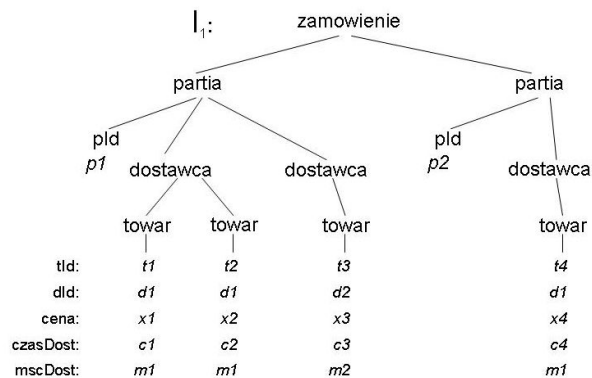 I₁: zamowienie
partia partia
pId pId
p1 dostawca dostawca p2 dostawca
towar towar towar towar
tId: t1 t2 t3 t4
dId: d1 d1 d2 d1
cena: x1 x2 x3 x4
czasDost: c1 c2 c3 c4
mscDost: m1 m1 m2 m1